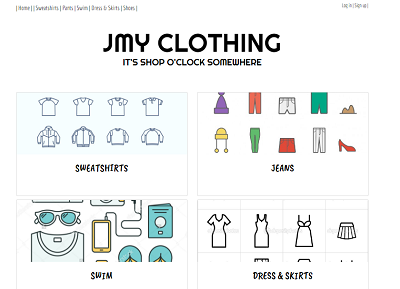 | Home | | Sweatshirts | Pants | Swim | Dress & Skirts | Shoes |
Log In | Sign up |
JMY CLOTHING
IT'S SHOP O'CLOCK SOMEWHERE
SWEATSHIRTS
JEANS
SWIM
DRESS & SKIRTS